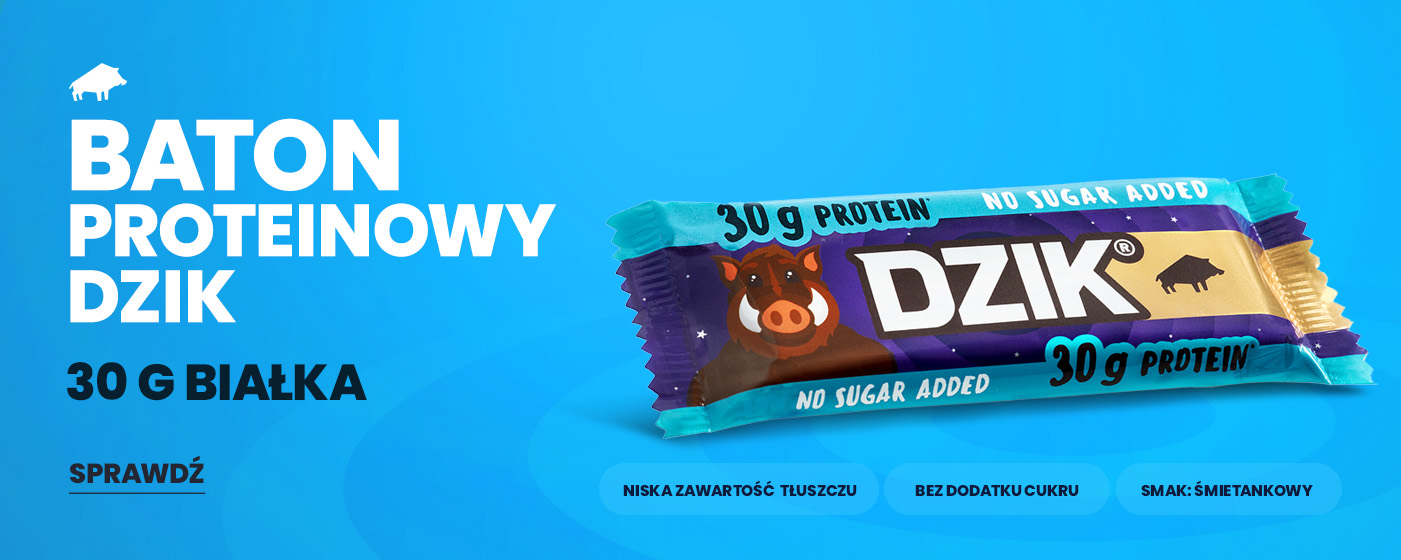 BATON
PROTEINOWY
DZIK
30 G BIAŁKA
SPRAWDŹ
30 g PROTEIN
NO SUGAR ADDED
DZIK®
30 g PROTEIN
NO SUGAR ADDED
NISKA ZAWARTOŚĆ TŁUSZCZU
BEZ DODATKU CUKRU
SMAK: ŚMIETANKOWY